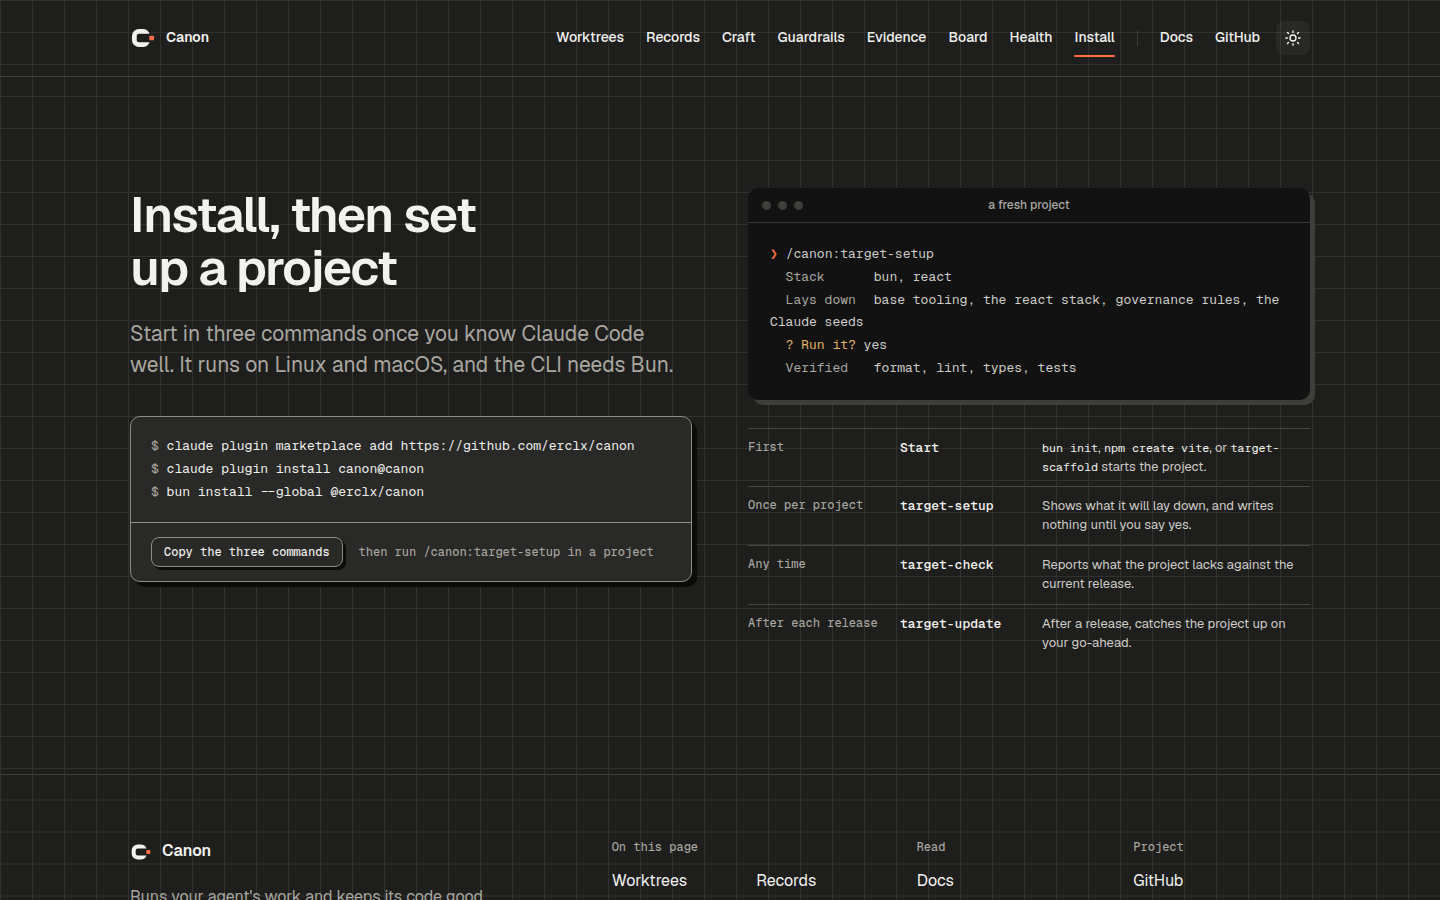 Canon
Worktrees Records Craft Guardrails Evidence Board Health Install Docs GitHub
Install, then set
up a project
Start in three commands once you know Claude Code
well. It runs on Linux and macOS, and the CLI needs Bun.
$ claude plugin marketplace add https://github.com/erclx/canon
$ claude plugin install canon@canon
$ bun install --global @erclx/canon
Copy the three commands then run /canon:target-setup in a project
a fresh project
❯ /canon:target-setup
Stack bun, react
Lays down base tooling, the react stack, governance rules, the
Claude seeds
? Run it? yes
Verified format, lint, types, tests
First Start bun init, npm create vite, or target-
scaffold starts the project.
Once per project target-setup Shows what it will lay down, and writes
nothing until you say yes.
Any time target-check Reports what the project lacks against the
current release.
After each release target-update After a release, catches the project up on
your go-ahead.
Canon
Runs your agent's work and keeps its code good
On this page Read Project
Worktrees Records Docs GitHub